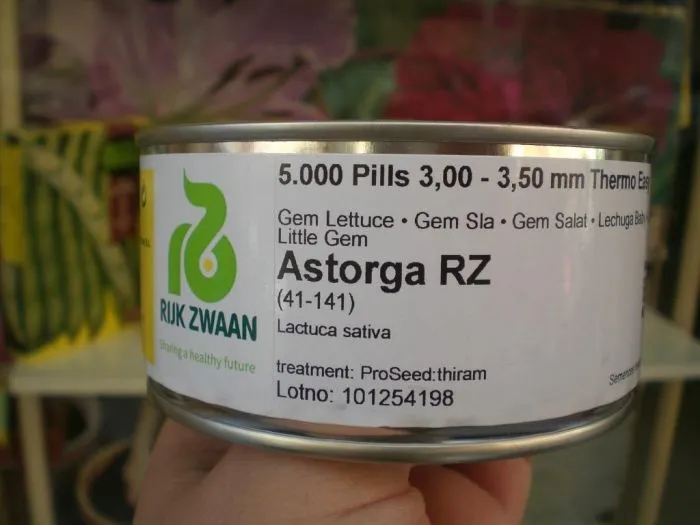 5.000 Pills 3,00 - 3,50 mm Thermo
Gem Lettuce • Gem Sla • Gem Salat • Lechuga Baby
Little Gem
Astorga RZ
(41-141)
Lactuca sativa
treatment: ProSeed:thiram
Lotno: 101254198
RIJK ZWAAN
Sharing a healthy future